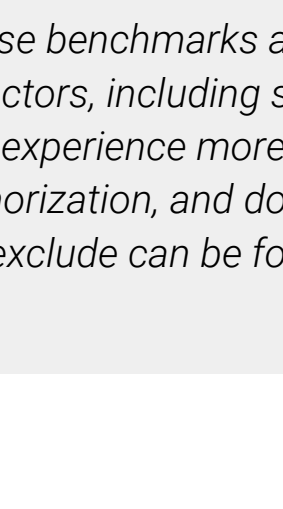 se benchmarks a
ctors, including s
experience more
orization, and do
exclude can be fo